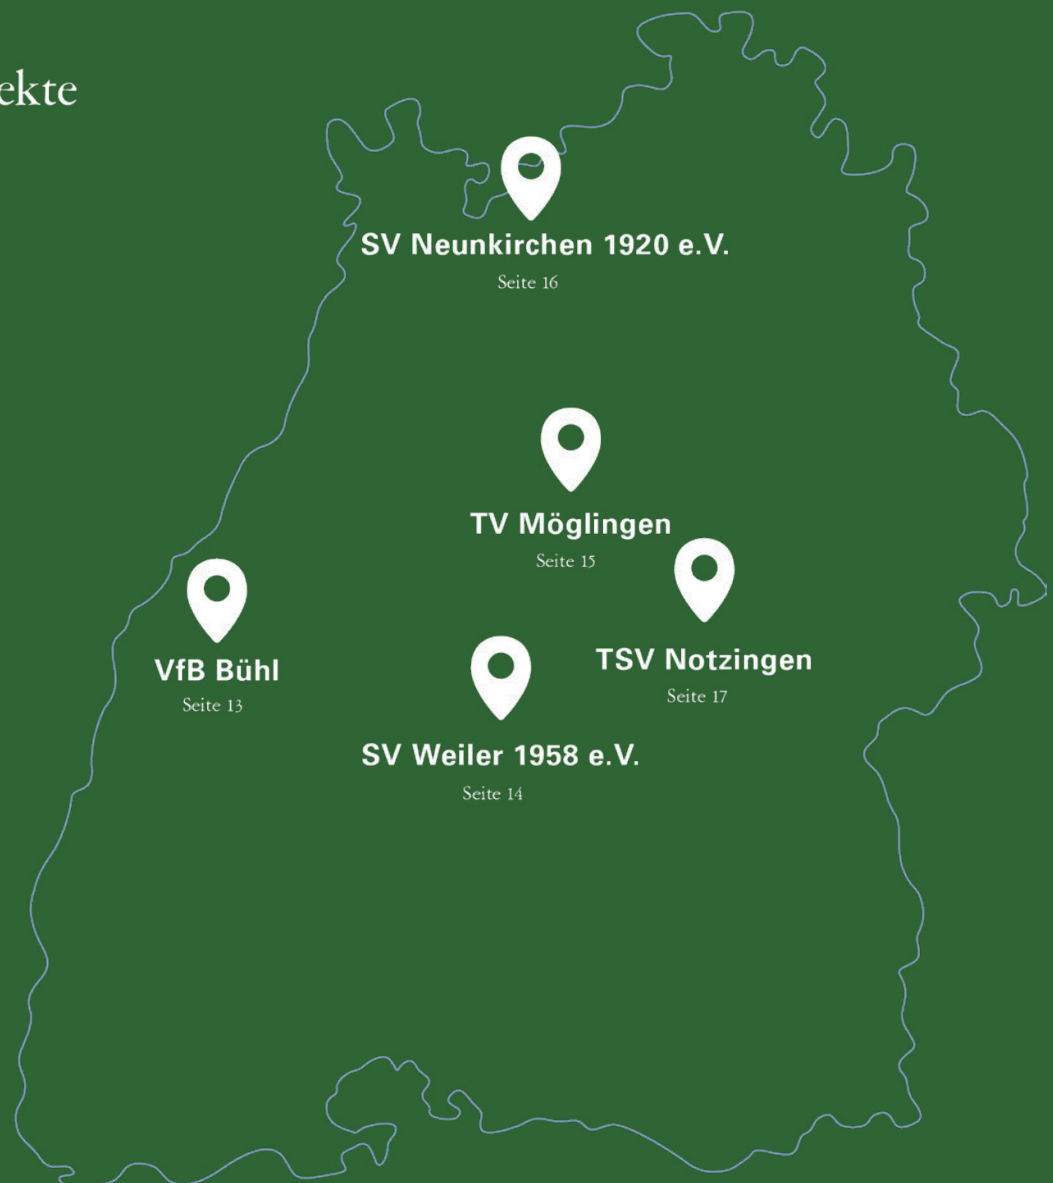 ekte
SV Neunkirchen 1920 e.V.
Seite 16
TV Möglingen
Seite 15
VfB Bühl
Seite 13
TSV Notzingen
Seite 17
SV Weiler 1958 e.V.
Seite 14